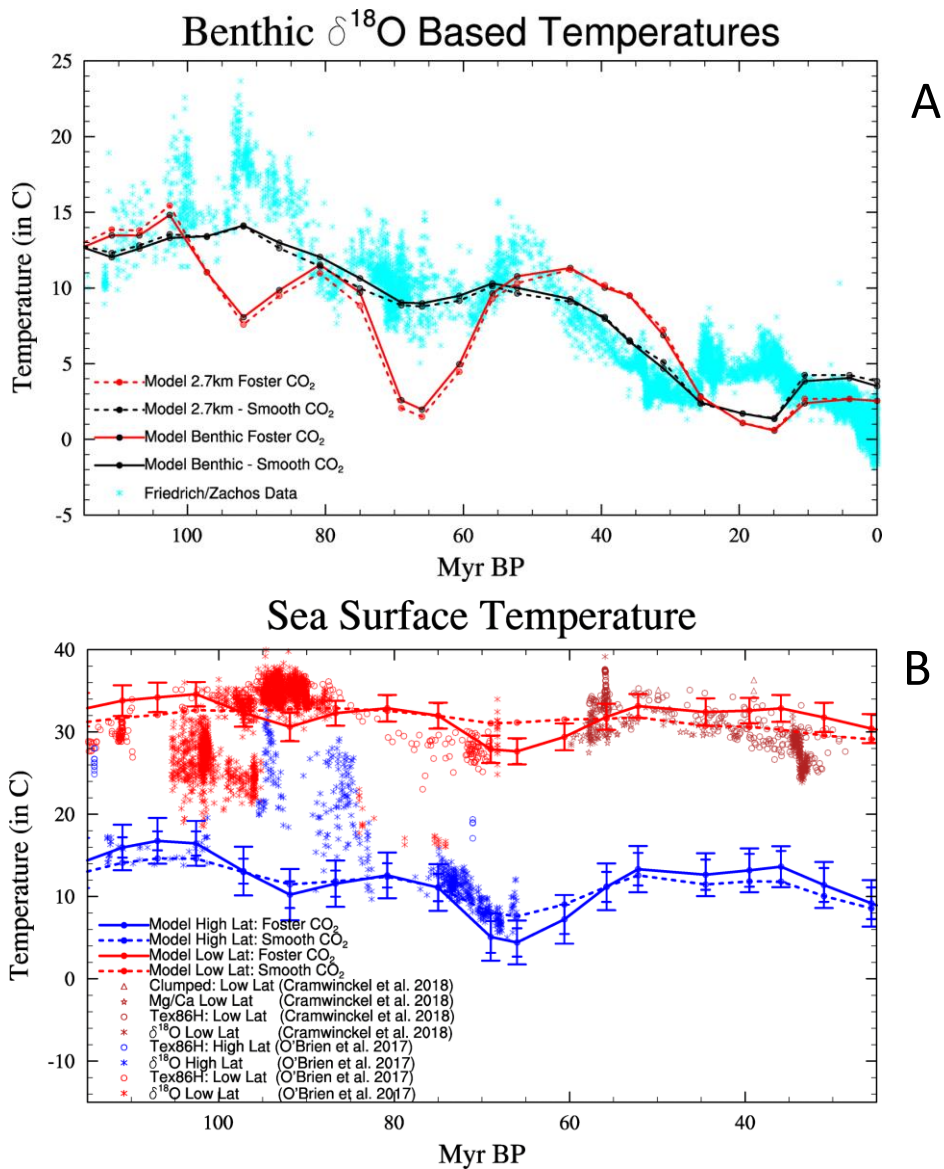 Benthic δ¹⁸O Based Temperatures
A
25
20
15
10
5
0
-5
Temperature (in C)
Model 2.7km Foster CO₂
Model 2.7km - Smooth CO₂
Model Benthic Foster CO₂
Model Benthic - Smooth CO₂
Friedrich/Zachos Data
100 80 60 40 20 0
Myr BP
Sea Surface Temperature
B
40
30
20
10
0
-10
Temperature (in C)
Model High Lat: Foster CO₂
Model High Lat: Smooth CO₂
Model Low Lat: Foster CO₂
Model Low Lat: Smooth CO₂
Clumped: Low Lat (Cramwinckel et al. 2018)
Mg/Ca Low Lat (Cramwinckel et al. 2018)
Tex86H: Low Lat (Cramwinckel et al. 2018)
δ¹⁸O Low Lat (Cramwinckel et al. 2018)
Tex86H: High Lat (O'Brien et al. 2017)
δ¹⁸O High Lat (O'Brien et al. 2017)
Tex86H: Low Lat (O'Brien et al. 2017)
δ¹⁸O Low Lat (O'Brien et al. 2017)
100 80 60 40
Myr BP